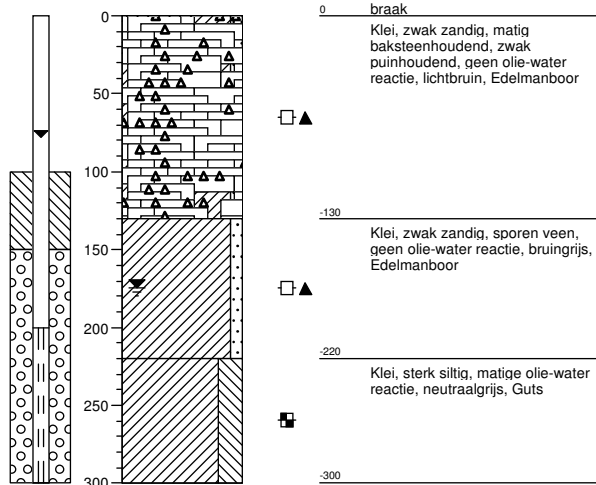 0
50
100
150
200
250
300
0
braak
Klei, zwak zandig, matig
baksteenhoudend, zwak
puinhoudend, geen olie-water
reactie, lichtbruin, Edelmanboor
-130
Klei, zwak zandig, sporen veen,
geen olie-water reactie, bruingrijs,
Edelmanboor
-220
Klei, sterk siltig, matige olie-water
reactie, neutraalgrijs, Guts
-300